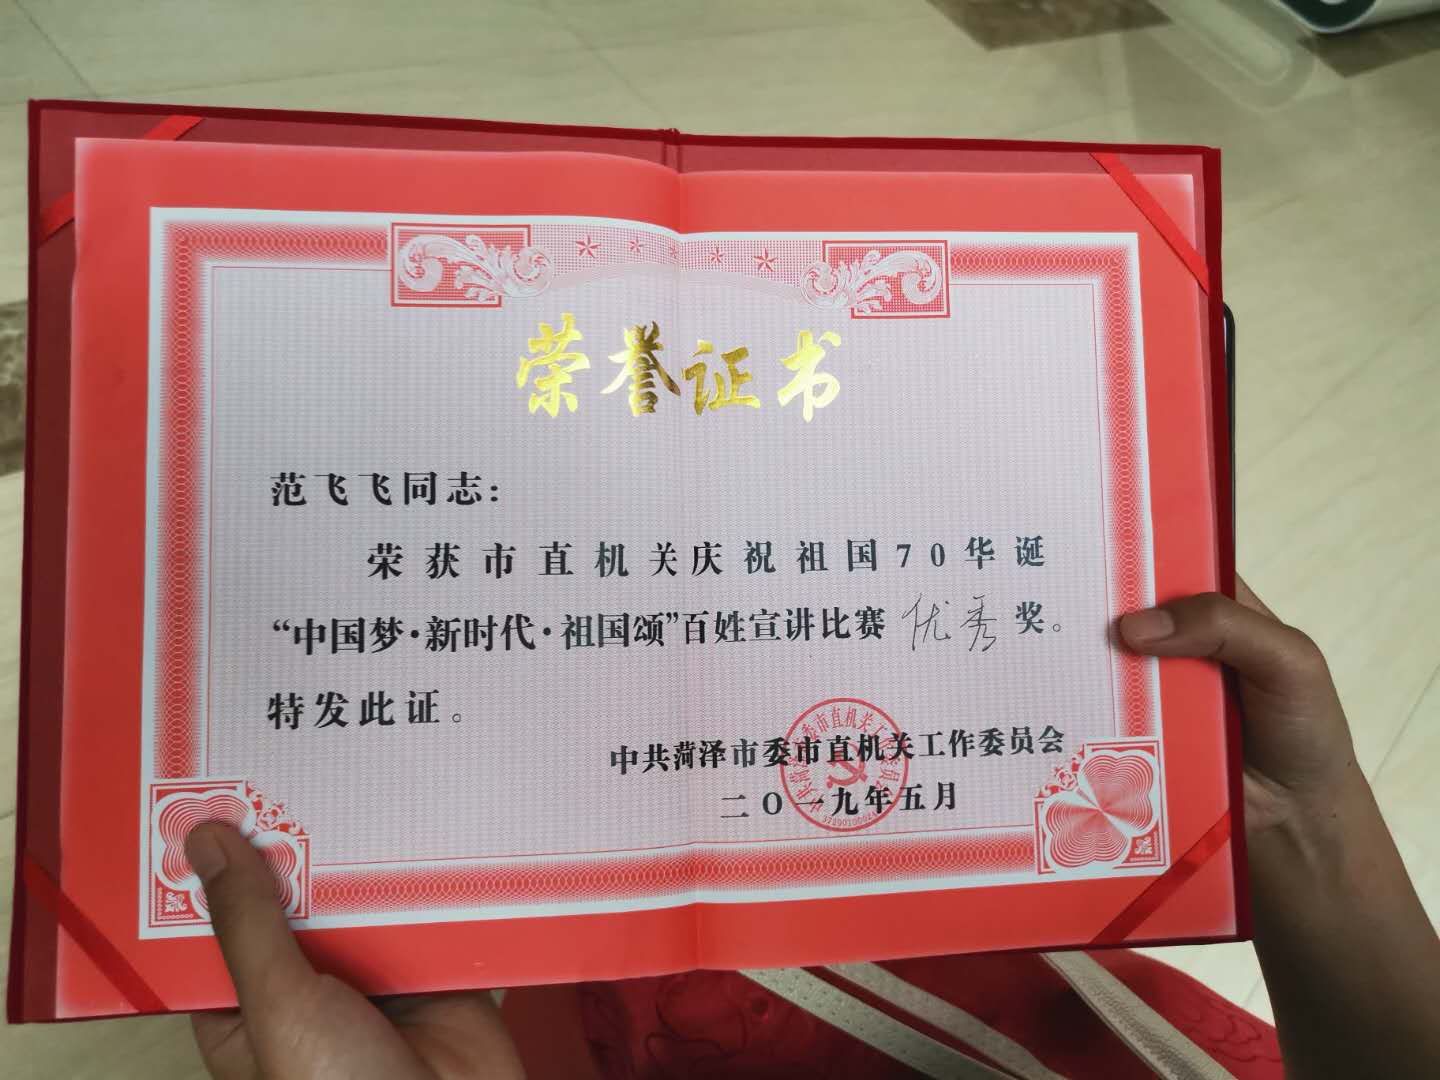 荣誉证书
范飞飞同志：
荣获市直机关庆祝祖国70华诞
“中国梦·新时代·祖国颂”百姓宣讲比赛 优秀 奖。
特发此证。
中共菏泽市委市直机关工作委员会
二〇一九年五月